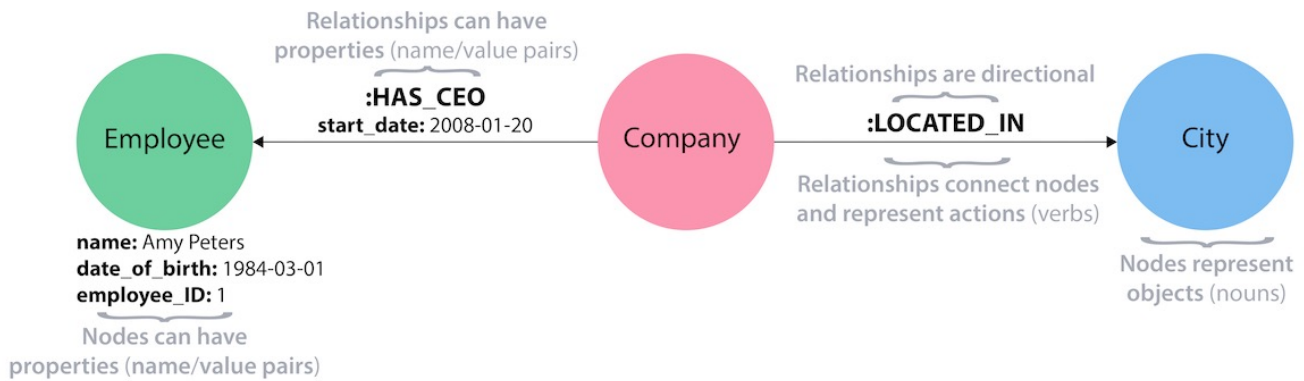 Relationships can have
properties (name/value pairs)
:HAS_CEO
start_date: 2008-01-20
Employee
Company
Relationships are directional
:LOCATED_IN
Relationships connect nodes
and represent actions (verbs)
City
name: Amy Peters
date_of_birth: 1984-03-01
employee_ID: 1
Nodes can have
properties (name/value pairs)
Nodes represent
objects (nouns)